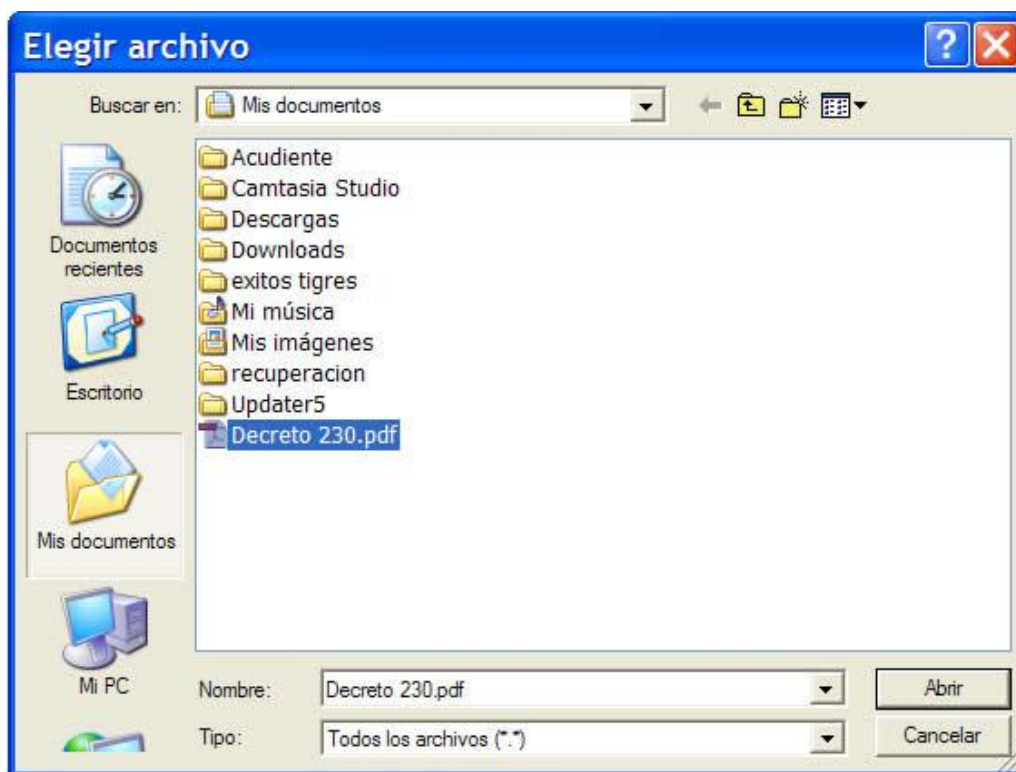 Elegir archivo
Buscar en: Mis documentos
Acudiente
Camtasia Studio
Descargas
Downloads
exitos tigres
Mi música
Mis imágenes
recuperacion
Updater5
Decreto 230.pdf
Documentos
recientes
Escritorio
Mis documentos
Mi PC
Nombre: Decreto 230.pdf Abrir
Tipo: Todos los archivos (*.*) Cancelar